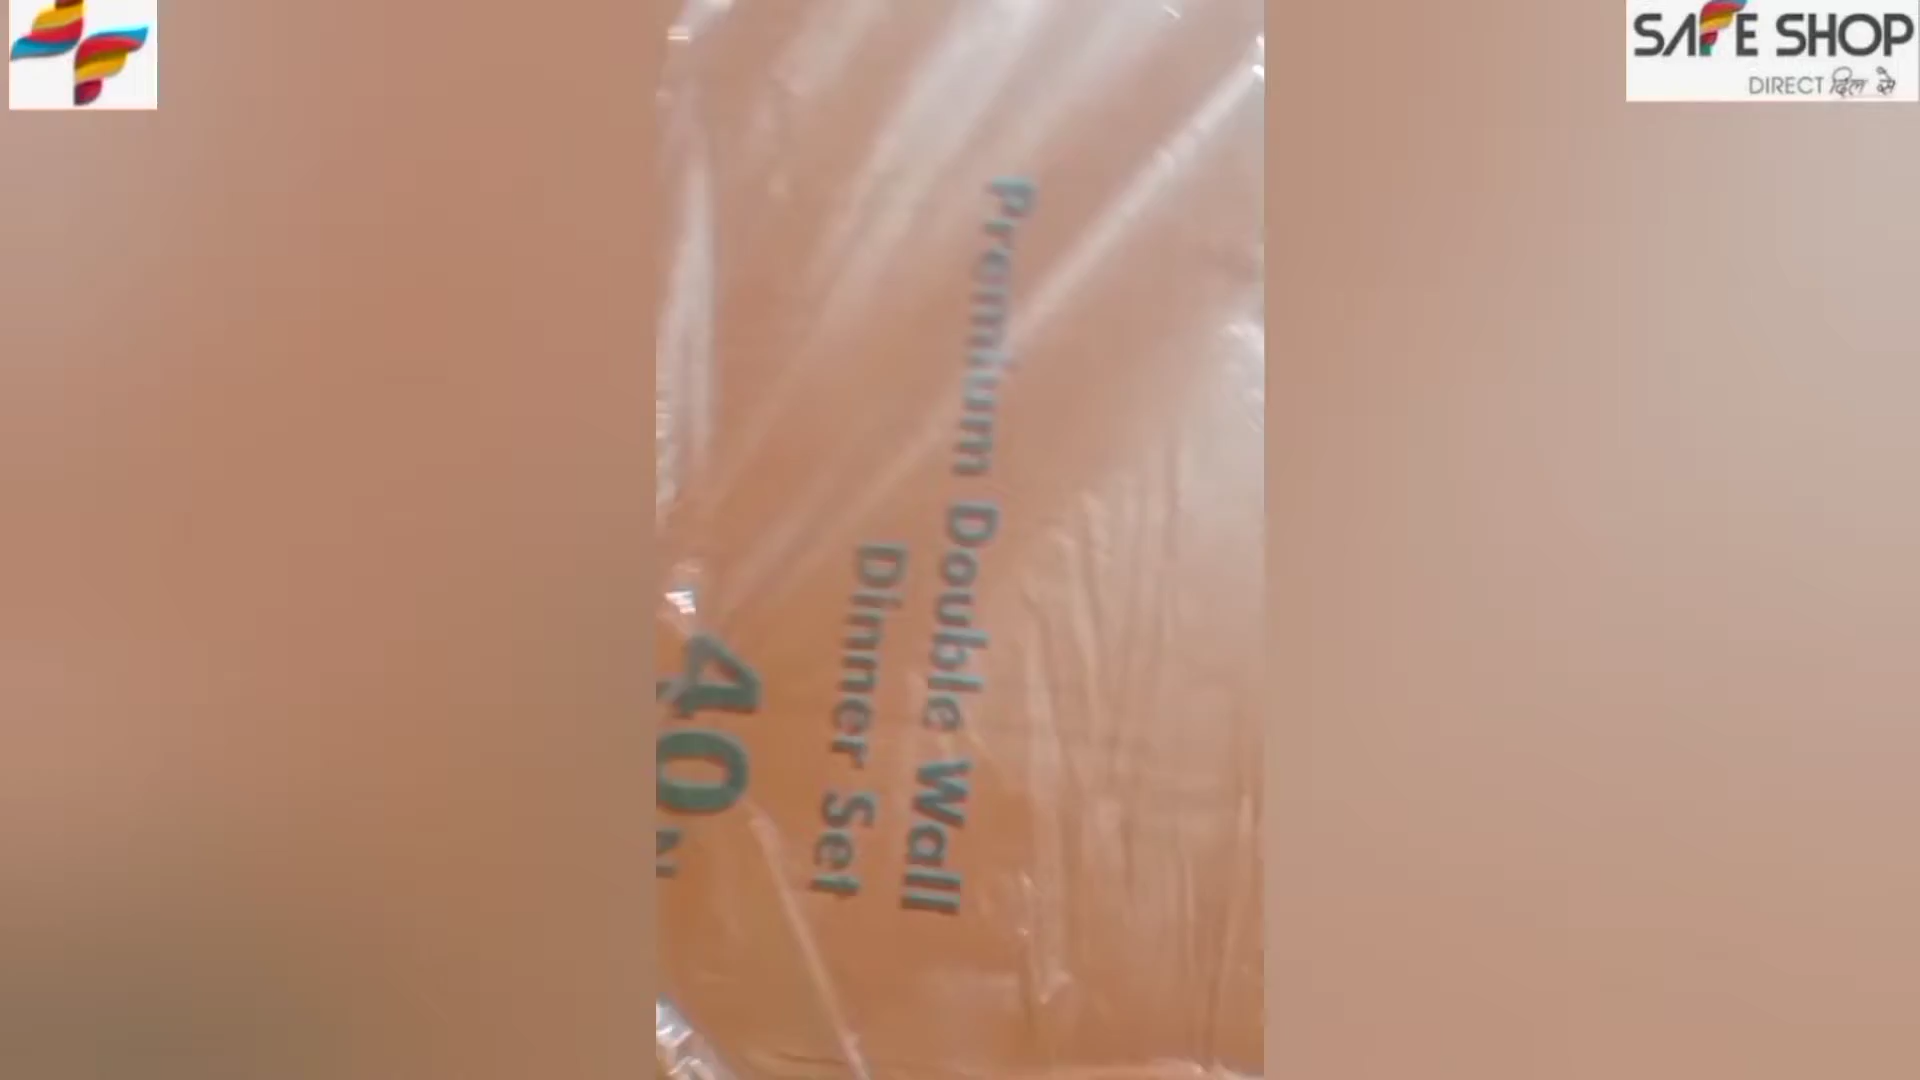 SAFE SHOP
DIRECT दिल से
Premium Double Wall
Dinner Set
40 N